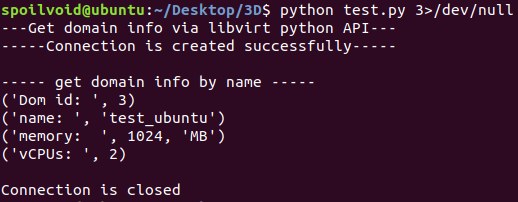 spoilvoid@ubuntu:~/Desktop/3D$ python test.py 3>/dev/null
---Get domain info via libvirt python API---
-----Connection is created successfully-----

----- get domain info by name -----
('Dom id: ', 3)
('name: ', 'test_ubuntu')
('memory:  ', 1024, 'MB')
('vCPUs: ', 2)

Connection is closed